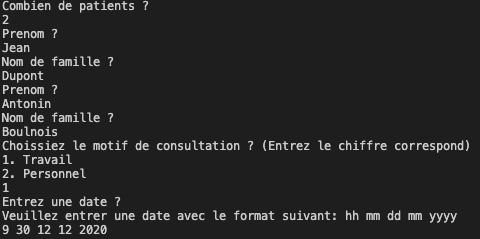 Combien de patients ?
2
Prenom ?
Jean
Nom de famille ?
Dupont
Prenom ?
Antonin
Nom de famille ?
Boulnois
Choissiez le motif de consultation ? (Entrez le chiffre correspond)
1. Travail
2. Personnel
1
Entrez une date ?
Veuillez entrer une date avec le format suivant: hh mm dd mm yyyy
9 30 12 12 2020